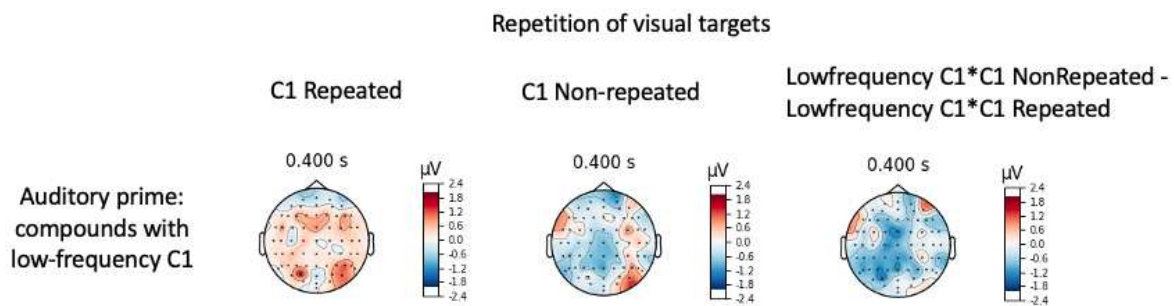 Repetition of visual targets
C1 Repeated
C1 Non-repeated
Lowfrequency C1*C1 NonRepeated -
Lowfrequency C1*C1 Repeated
Auditory prime:
compounds with
low-frequency C1
0.400 s
µV
2.4
1.8
1.2
0.6
0.0
-0.6
-1.2
-1.8
-2.4
0.400 s
µV
2.4
1.8
1.2
0.6
0.0
-0.6
-1.2
-1.8
-2.4
0.400 s
µV
2.4
1.8
1.2
0.6
0.0
-0.6
-1.2
-1.8
-2.4